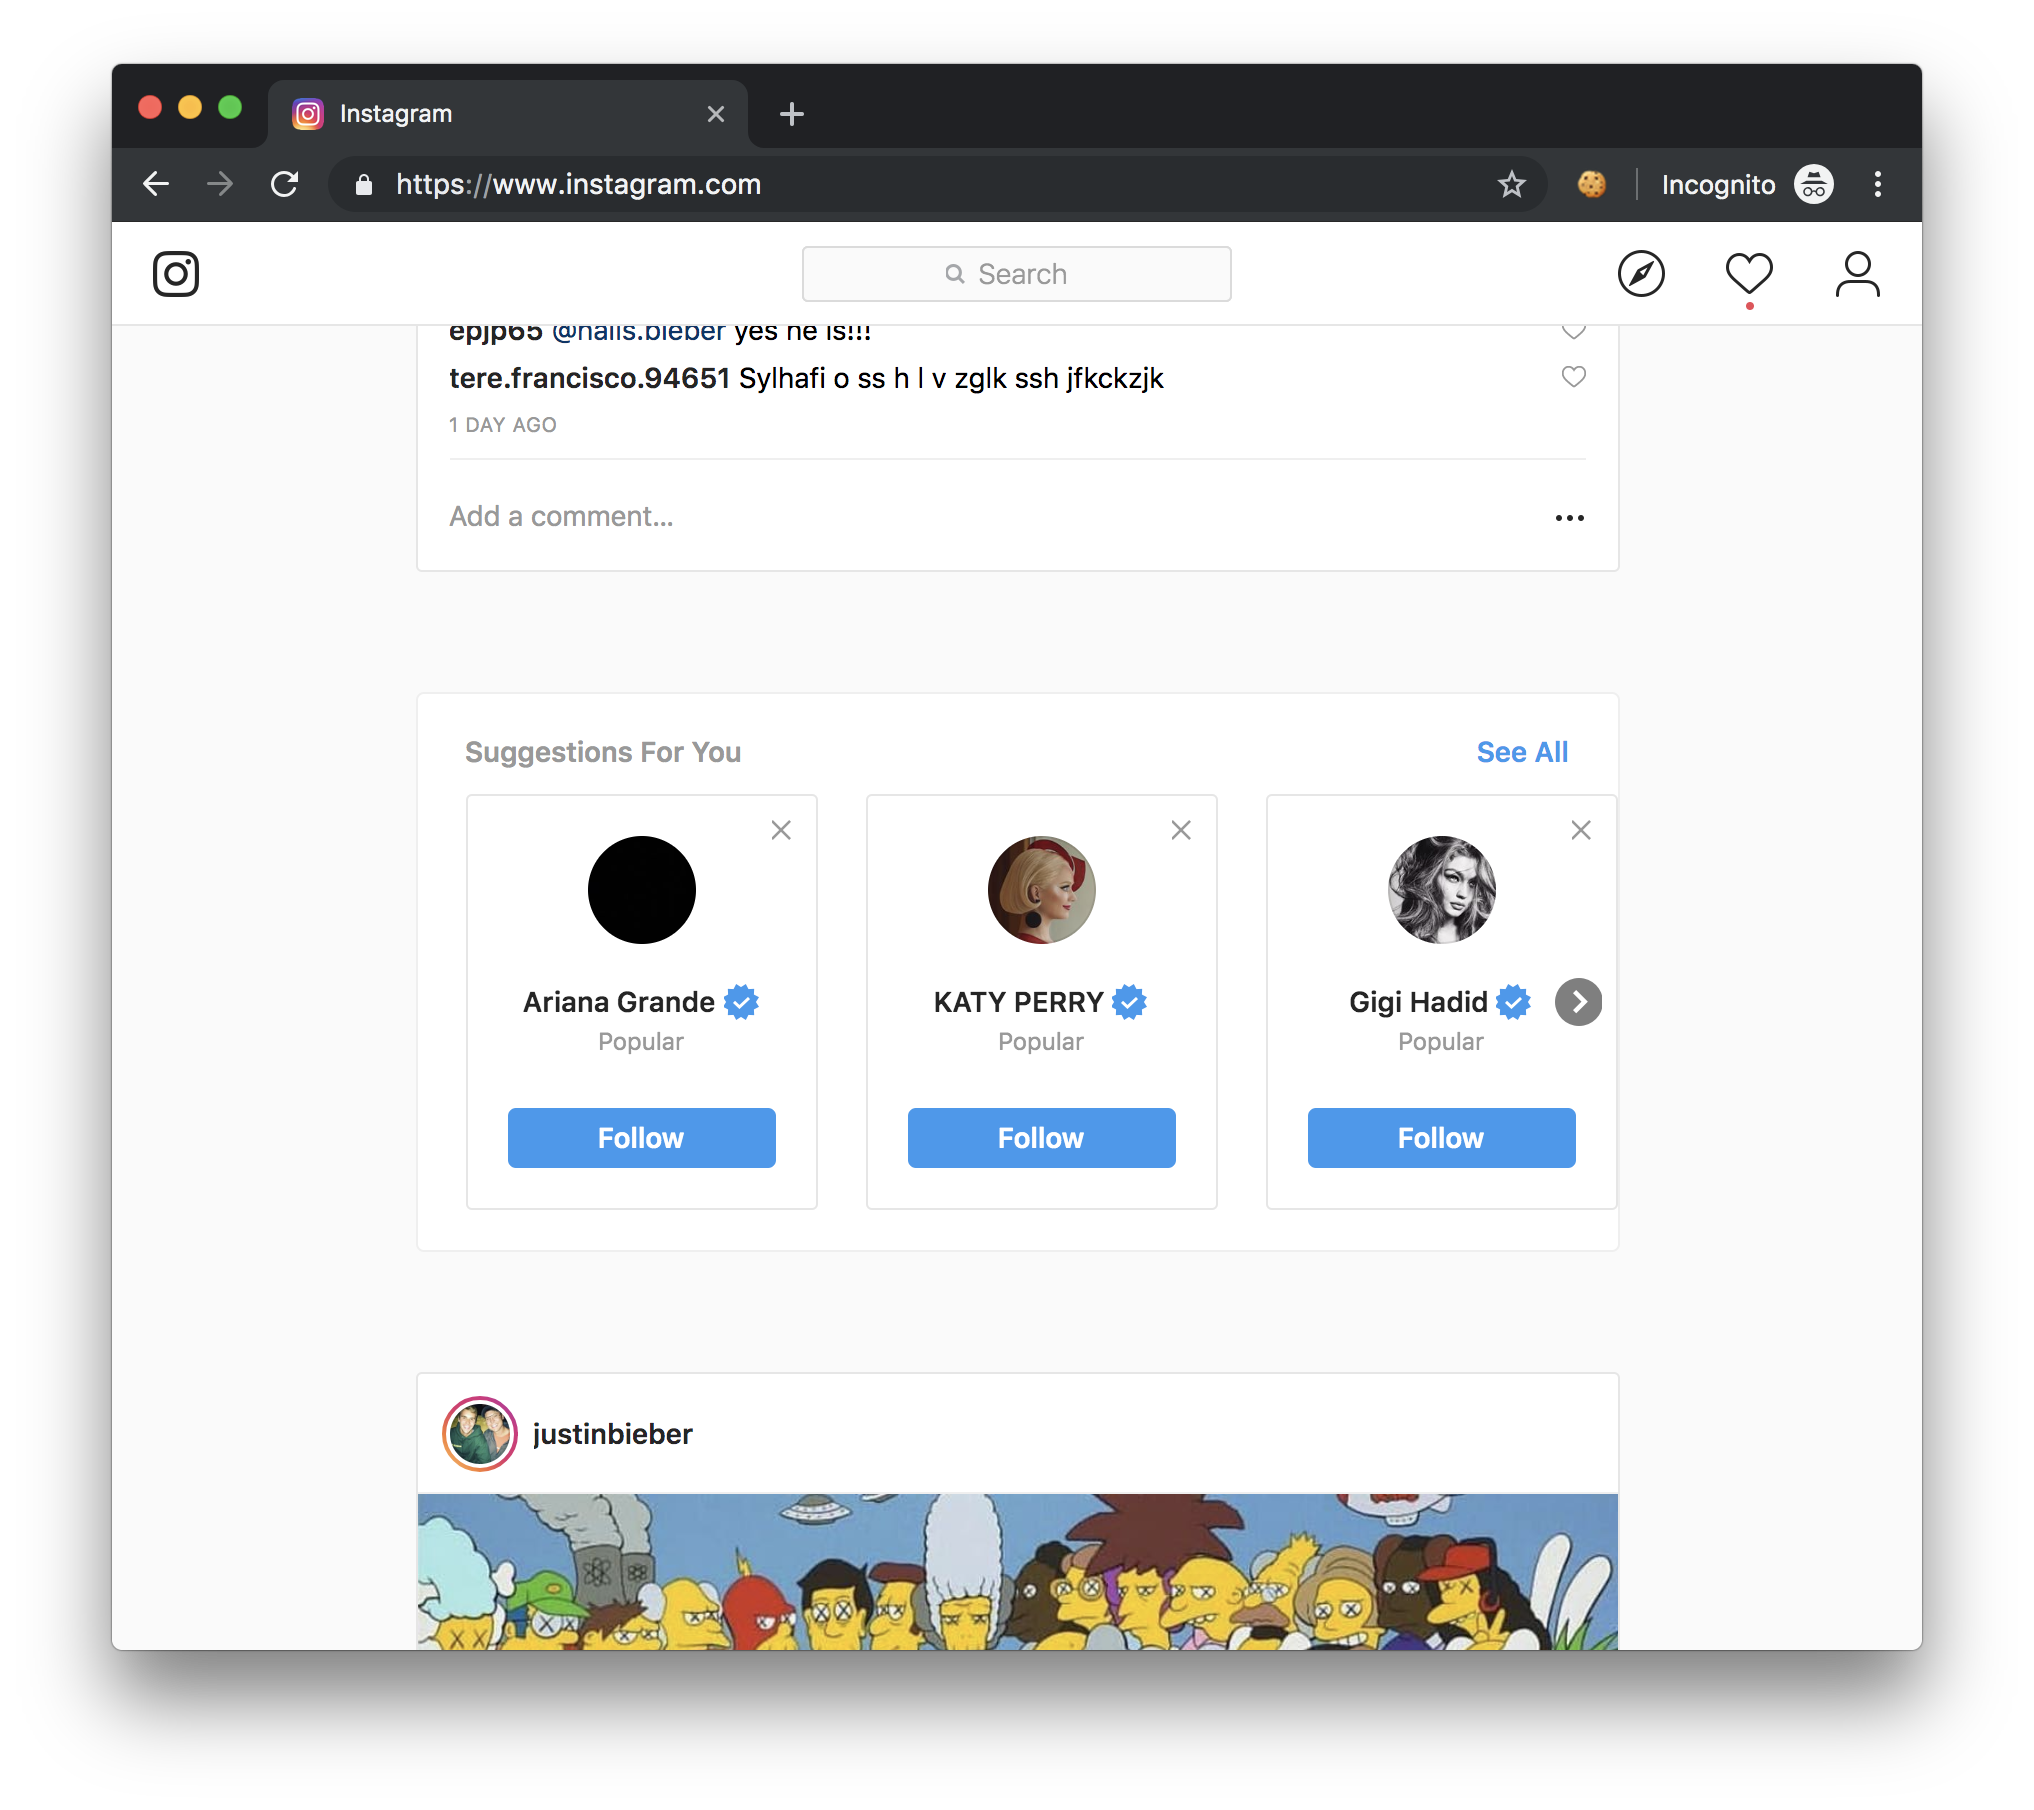 Instagram
https://www.instagram.com
Incognito
Search
epjp65 @hails.bieber yes he is!!!
tere.francisco.94651 Sylhafi o ss h l v zglk ssh jfkckzjk
1 DAY AGO
Add a comment...
Suggestions For You
See All
Ariana Grande
Popular
Follow
KATY PERRY
Popular
Follow
Gigi Hadid
Popular
Follow
justinbieber